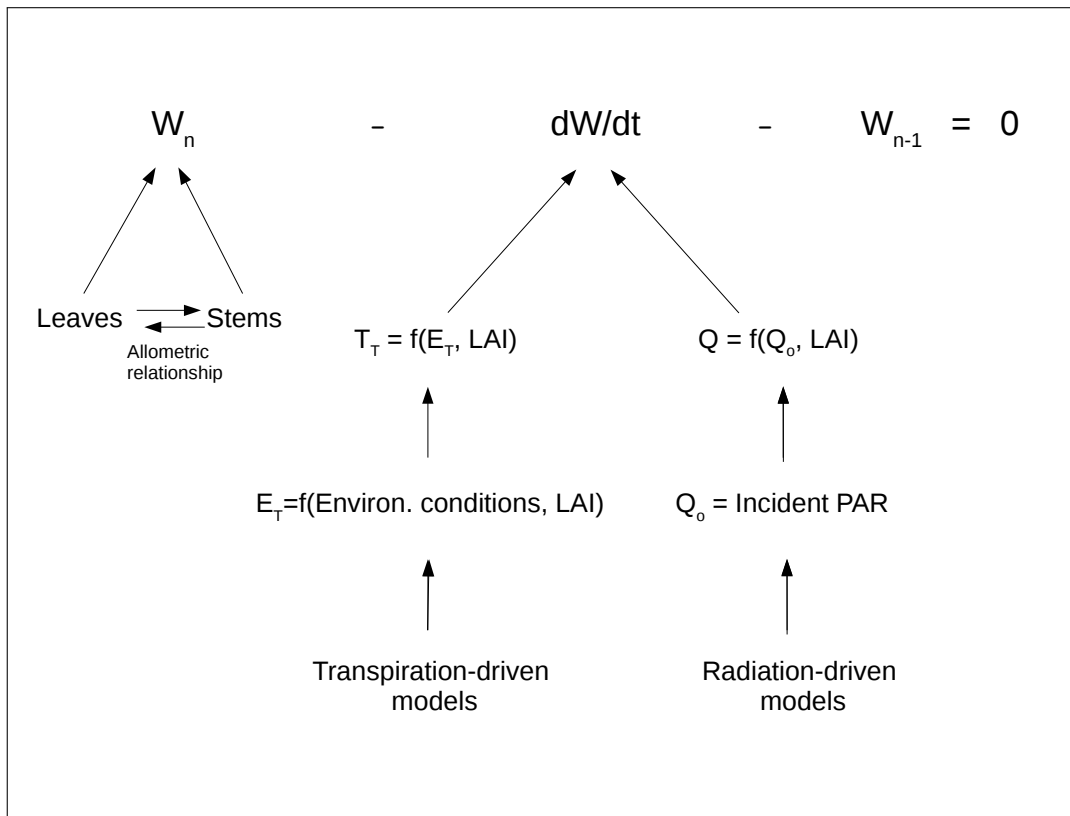 Wn - dW/dt - Wn-1 = 0
Leaves Stems
Allometric
relationship
TT = f(ET, LAI) Q = f(Qo, LAI)
ET=f(Environ. conditions, LAI) Qo = Incident PAR
Transpiration-driven
models
Radiation-driven
models